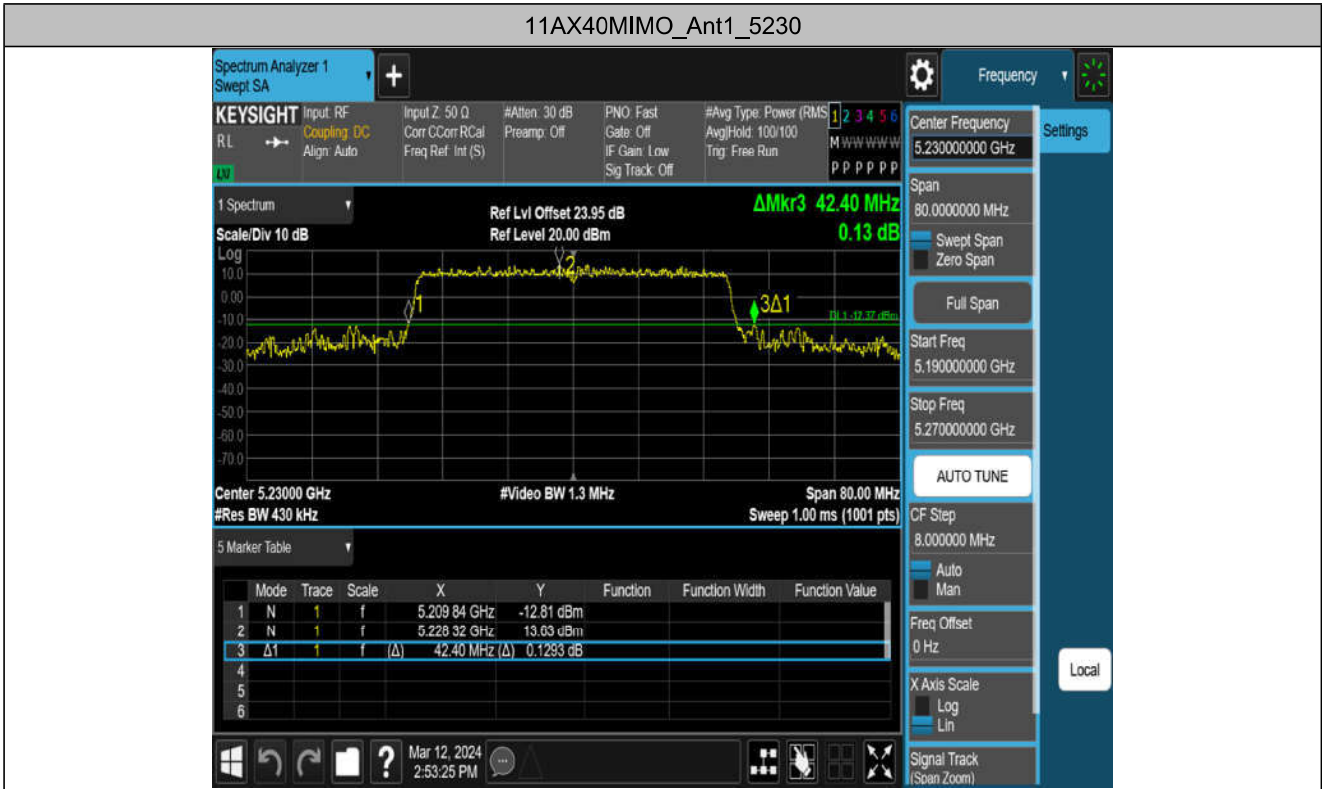 11AX40MIMO_Ant1_5230
Spectrum Analyzer 1
Swept SA
+
Frequency
KEYSIGHT
RL
LXI
Input: RF
Coupling: DC
Align: Auto
Input Z: 50 Ω
Corr CCorr RCal
Freq Ref: Int (S)
#Atten: 30 dB
Preamp: Off
PNO: Fast
Gate: Off
IF Gain: Low
Sig Track: Off
#Avg Type: Power (RMS
Avg|Hold: 100/100
Trig: Free Run
1 2 3 4 5 6
M W W W W W
P P P P P P
Center Frequency
5.230000000 GHz
Settings
1 Spectrum
Scale/Div 10 dB
Ref Lvl Offset 23.95 dB
Ref Level 20.00 dBm
ΔMkr3 42.40 MHz
0.13 dB
Log
10.0
0.00
-10.0
-20.0
-30.0
-40.0
-50.0
-60.0
-70.0
1
2
3Δ1
DL1 -12.37 dBm
Center 5.23000 GHz
#Res BW 430 kHz
#Video BW 1.3 MHz
Span 80.00 MHz
Sweep 1.00 ms (1001 pts)
Span
80.0000000 MHz
Swept Span
Zero Span
Full Span
Start Freq
5.190000000 GHz
Stop Freq
5.270000000 GHz
AUTO TUNE
CF Step
8.000000 MHz
Auto
Man
Freq Offset
0 Hz
X Axis Scale
Log
Lin
Signal Track
(Span Zoom)
Local
5 Marker Table
Mode Trace Scale X Y Function Function Width Function Value
1 N 1 f 5.209 84 GHz -12.81 dBm
2 N 1 f 5.228 32 GHz 13.63 dBm
3 Δ1 1 f (Δ) 42.40 MHz (Δ) 0.1293 dB
4
5
6
?
Mar 12, 2024
2:53:25 PM